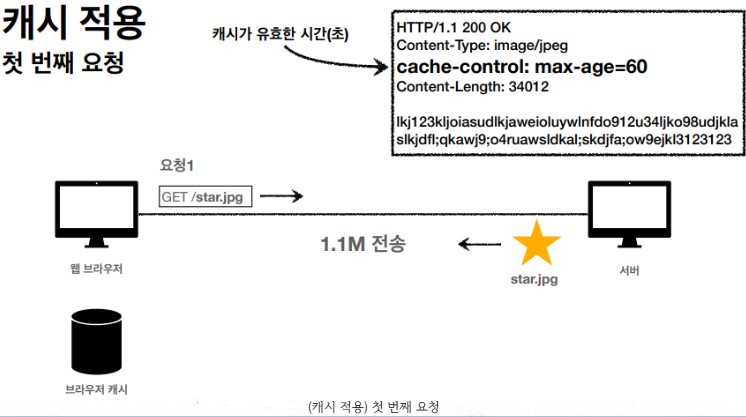 캐시 적용
첫 번째 요청
캐시가 유효한 시간(초)
HTTP/1.1 200 OK
Content-Type: image/jpeg
cache-control: max-age=60
Content-Length: 34012
lkj123kljoiasudlkjaweioluywlnfdo912u34ljko98udjkla
slkjdfl;qkawj9;o4ruawsldkal;skdjfa;ow9ejkl3123123
요청1
GET /star.jpg
1.1M 전송
star.jpg
웹 브라우저
서버
브라우저 캐시
(캐시 적용) 첫 번째 요청